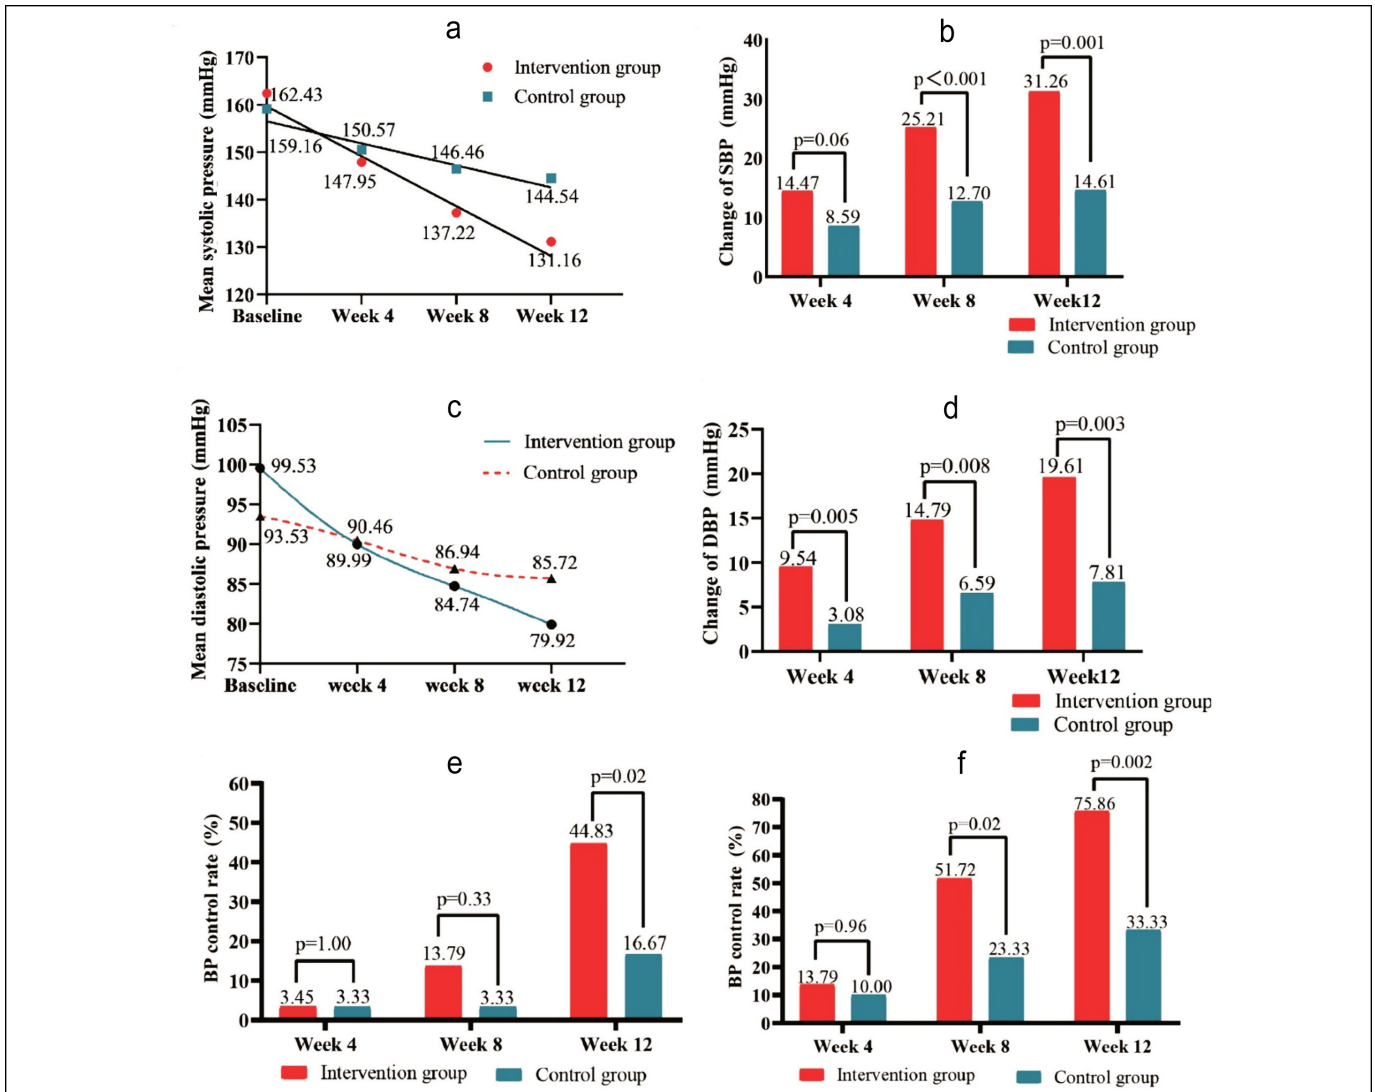 a
Mean systolic pressure (mmHg)
170
160
150
140
130
120
162.43
159.16
150.57
147.95
146.46
137.22
144.54
131.16
Baseline Week 4 Week 8 Week 12
Intervention group
Control group
b
Change of SBP (mmHg)
40
30
20
10
0
p=0.06
14.47
8.59
p<0.001
25.21
12.70
p=0.001
31.26
14.61
Week 4 Week 8 Week12
Intervention group
Control group
c
Mean diastolic pressure (mmHg)
105
100
95
90
85
80
75
99.53
93.53
90.46
89.99
86.94
84.74
85.72
79.92
Baseline week 4 week 8 week 12
Intervention group
Control group
d
Change of DBP (mmHg)
25
20
15
10
5
0
p=0.005
9.54
3.08
p=0.008
14.79
6.59
p=0.003
19.61
7.81
Week 4 Week 8 Week12
Intervention group
Control group
e
BP control rate (%)
60
50
40
30
20
10
0
p=1.00
3.45 3.33
p=0.33
13.79
3.33
p=0.02
44.83
16.67
Week 4 Week 8 Week 12
Intervention group Control group
f
BP control rate (%)
80
70
60
50
40
30
20
10
0
p=0.96
13.79
10.00
p=0.02
51.72
23.33
p=0.002
75.86
33.33
Week 4 Week 8 Week 12
Intervention group Control group